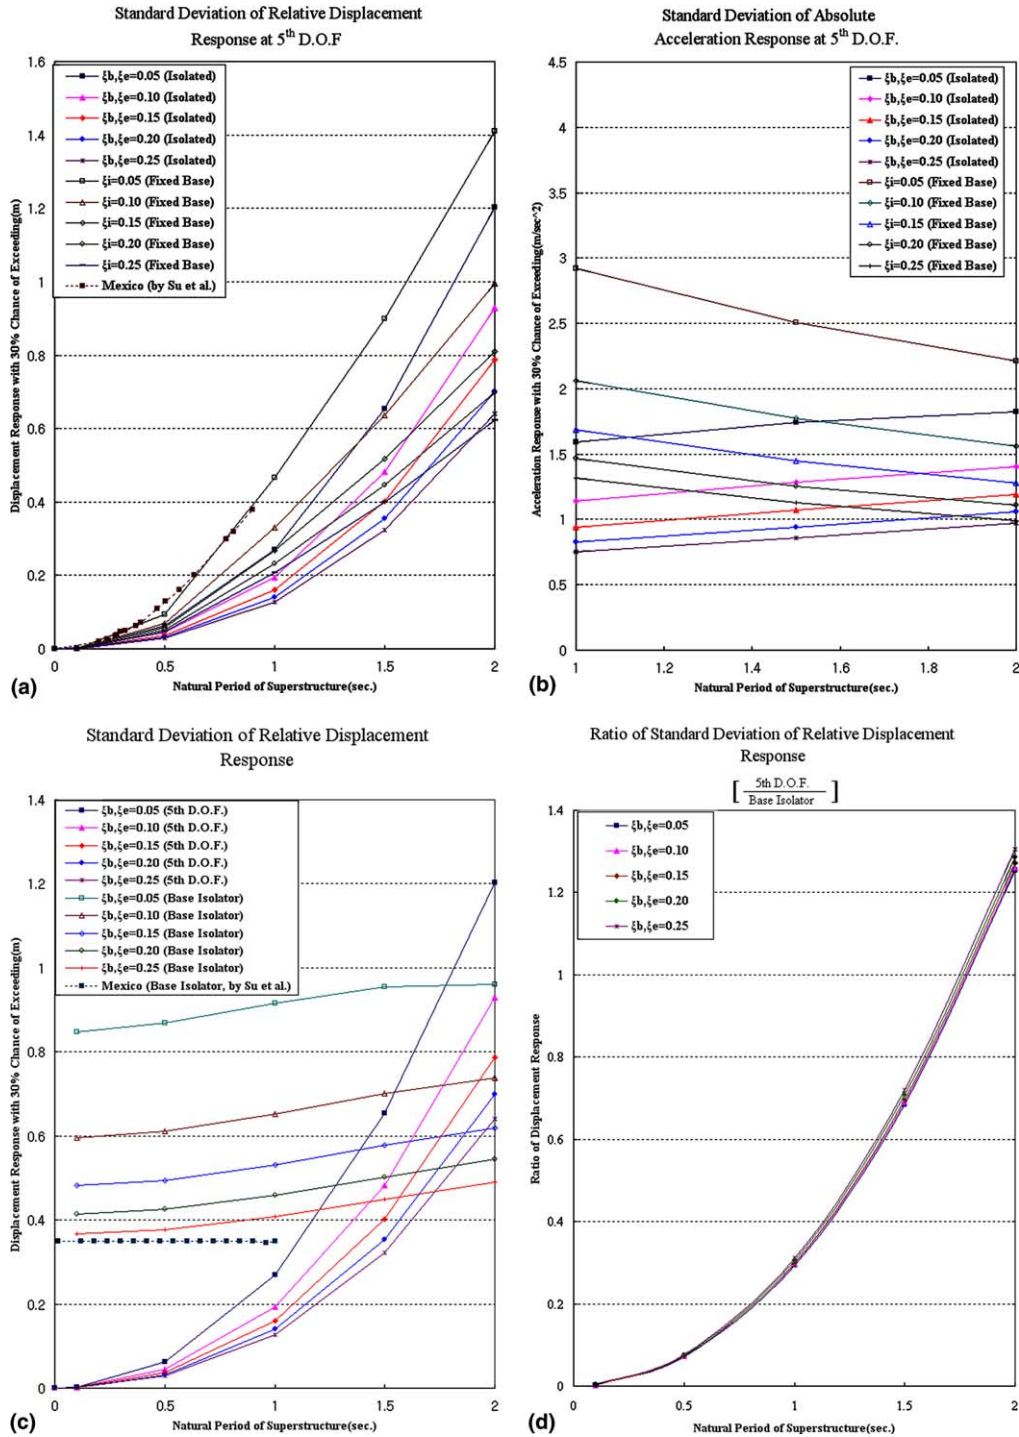 Standard Deviation of Relative Displacement
Response at 5th D.O.F
1.6
1.4
1.2
1
0.8
0.6
0.4
0.2
0
Displacement Response with 30% Chance of Exceeding(m)
ξb,ξe=0.05 (Isolated)
ξb,ξe=0.10 (Isolated)
ξb,ξe=0.15 (Isolated)
ξb,ξe=0.20 (Isolated)
ξb,ξe=0.25 (Isolated)
ξi=0.05 (Fixed Base)
ξi=0.10 (Fixed Base)
ξi=0.15 (Fixed Base)
ξi=0.20 (Fixed Base)
ξi=0.25 (Fixed Base)
Mexico (by Su et al.)
0 0.5 1 1.5 2
(a) Natural Period of Superstructure(sec.)
Standard Deviation of Absolute
Acceleration Response at 5th D.O.F.
4.5
4
3.5
3
2.5
2
1.5
1
0.5
0
Acceleration Response with 30% Chance of Exceeding(m/sec^2)
ξb,ξe=0.05 (Isolated)
ξb,ξe=0.10 (Isolated)
ξb,ξe=0.15 (Isolated)
ξb,ξe=0.20 (Isolated)
ξb,ξe=0.25 (Isolated)
ξi=0.05 (Fixed Base)
ξi=0.10 (Fixed Base)
ξi=0.15 (Fixed Base)
ξi=0.20 (Fixed Base)
ξi=0.25 (Fixed Base)
1 1.2 1.4 1.6 1.8 2
(b) Natural Period of Superstructure(sec.)
Standard Deviation of Relative Displacement
Response
1.4
1.2
1
0.8
0.6
0.4
0.2
0
Displacement Response with 30% Chance of Exceeding(m)
ξb,ξe=0.05 (5th D.O.F.)
ξb,ξe=0.10 (5th D.O.F.)
ξb,ξe=0.15 (5th D.O.F.)
ξb,ξe=0.20 (5th D.O.F.)
ξb,ξe=0.25 (5th D.O.F.)
ξb,ξe=0.05 (Base Isolator)
ξb,ξe=0.10 (Base Isolator)
ξb,ξe=0.15 (Base Isolator)
ξb,ξe=0.20 (Base Isolator)
ξb,ξe=0.25 (Base Isolator)
Mexico (Base Isolator, by Su et al.)
0 0.5 1 1.5 2
(c) Natural Period of Superstructure(sec.)
Ratio of Standard Deviation of Relative Displacement
Response
[ 5th D.O.F.
Base Isolator ]
1.4
1.2
1
0.8
0.6
0.4
0.2
0
Ratio of Displacement Response
ξb,ξe=0.05
ξb,ξe=0.10
ξb,ξe=0.15
ξb,ξe=0.20
ξb,ξe=0.25
0 0.5 1 1.5 2
(d) Natural Period of Superstructure(sec.)